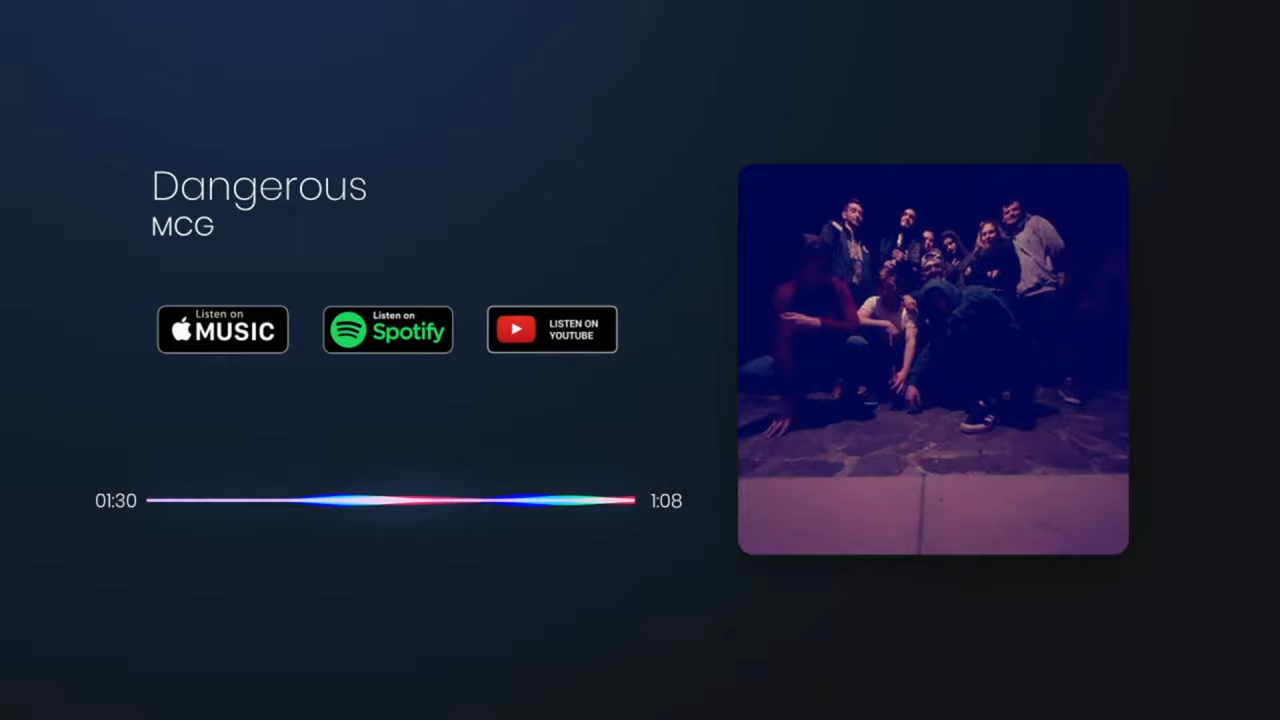 Dangerous
MCG
Listen on
MUSIC
Listen on
Spotify
LISTEN ON
YOUTUBE
01:30
1:08